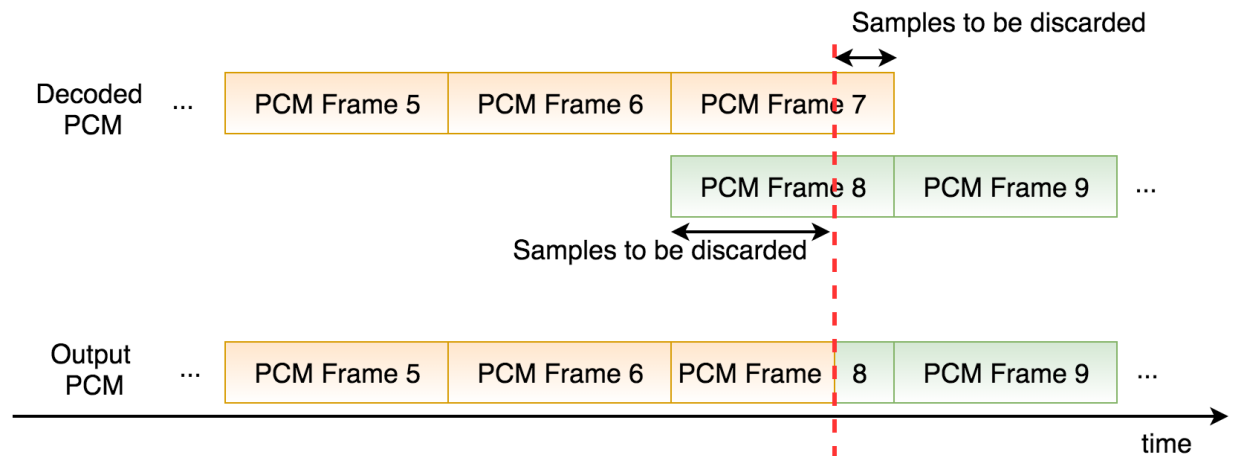 Samples to be discarded
Decoded
PCM
...
PCM Frame 5
PCM Frame 6
PCM Frame 7
PCM Frame 8
PCM Frame 9
...
Samples to be discarded
Output
PCM
...
PCM Frame 5
PCM Frame 6
PCM Frame
8
PCM Frame 9
...
time